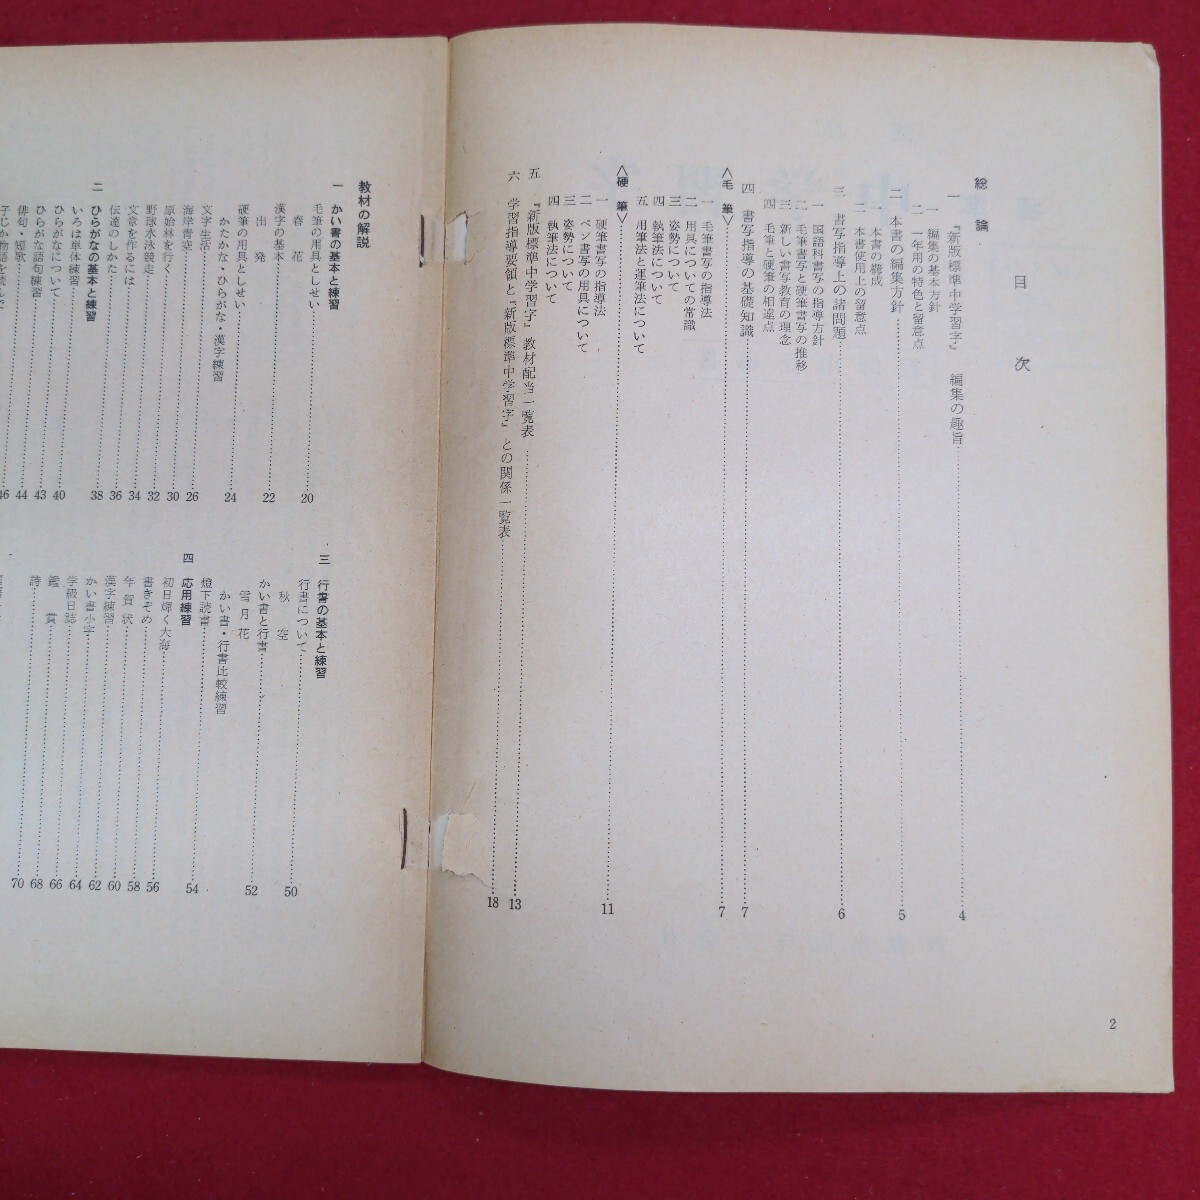 目次
総論
一 『新版標準中学習字』 編集の趣旨……4
一 編集の基本方針
二 一年用の特色と留意点
二 本書の編集方針……5
一 本書の構成
二 本書使用上の留意点
三 書写指導上の諸問題……6
一 国語科書写の指導方針
二 毛筆書写と硬筆書写の推移
三 新しい書写教育の理念
四 毛筆と硬筆の相違点
四 書写指導の基礎知識……7
〈毛筆〉……7
一 毛筆書写の指導法
二 用具についての常識
三 姿勢について
四 執筆法について
五 用筆法と運筆法について
〈硬筆〉……11
一 硬筆書写の指導法
二 ペン書写の用具について
三 姿勢について
四 執筆法について
五 『新版標準中学習字』教材配当一覧表……13
六 学習指導要領と『新版標準中学習字』との関係一覧表……18
2
教材の解説
一 かい書の基本と練習
毛筆の用具としせい……20
春花
漢字の基本……22
出発
硬筆の用具としせい……24
かたかな・ひらがな・漢字練習
文字生活……26
海岸青空
原始林を行く……30
野球水泳競走……32
文章を作るには……34
伝達のしかた……36
二 ひらがなの基本と練習
いろは単体練習……38
ひらがなについて……40
ひらがな語句練習……43
俳句・短歌……44
子じか物語を読んで……46
三 行書の基本と練習
行書について……50
秋空
かい書と行書……52
雪月花
かい書・行書比較練習
燈下読書……54
四 応用練習
初日輝く大海……56
書きぞめ……58
年賀状……60
漢字練習……62
かい書小字……64
学級日誌……66
鑑賞……68
詩……70